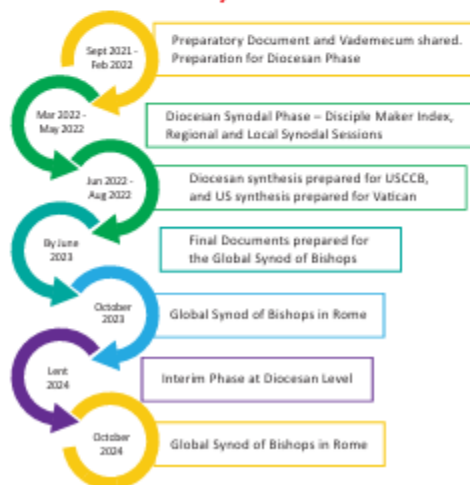 Sept 2021 -
Feb 2022
Preparatory Document and Vademecum shared.
Preparation for Diocesan Phase
Mar 2022 -
May 2022
Diocesan Synodal Phase – Disciple Maker Index,
Regional and Local Synodal Sessions
Jun 2022 -
Aug 2022
Diocesan synthesis prepared for USCCB,
and US synthesis prepared for Vatican
By June
2023
Final Documents prepared for
the Global Synod of Bishops
October
2023
Global Synod of Bishops in Rome
Lent
2024
Interim Phase at Diocesan Level
October
2024
Global Synod of Bishops in Rome